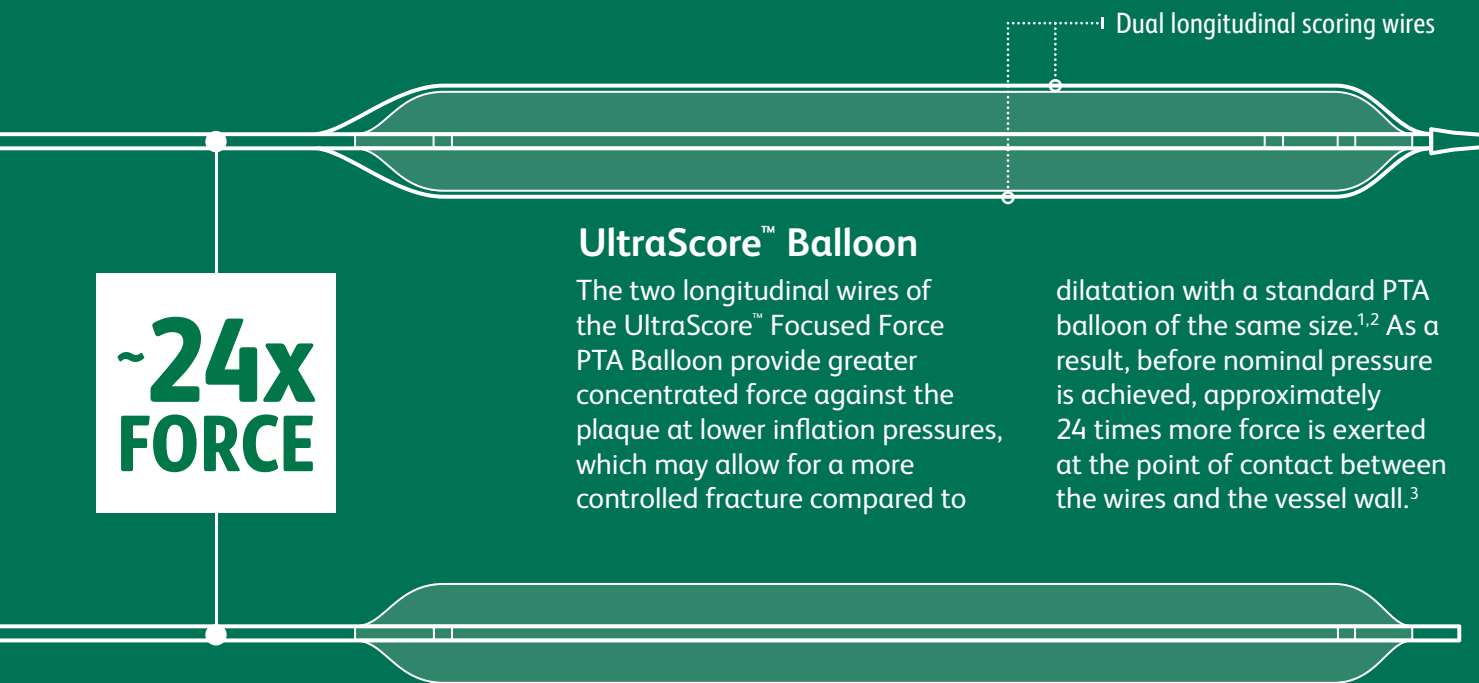 Dual longitudinal scoring wires
~24x
FORCE
UltraScore™ Balloon
The two longitudinal wires of
the UltraScore™ Focused Force
PTA Balloon provide greater
concentrated force against the
plaque at lower inflation pressures,
which may allow for a more
controlled fracture compared to
dilatation with a standard PTA
balloon of the same size.1,2 As a
result, before nominal pressure
is achieved, approximately
24 times more force is exerted
at the point of contact between
the wires and the vessel wall.3